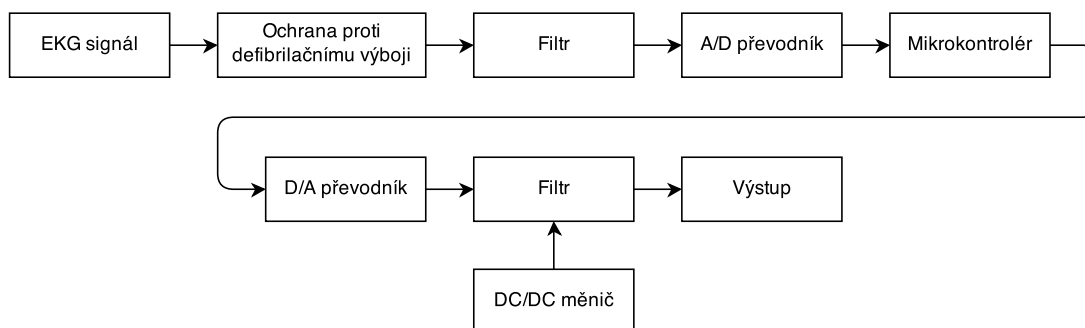 EKG signál
Ochrana proti
defibrilačnímu výboji
Filtr
A/D převodník
Mikrokontrolér
D/A převodník
Filtr
Výstup
DC/DC měnič